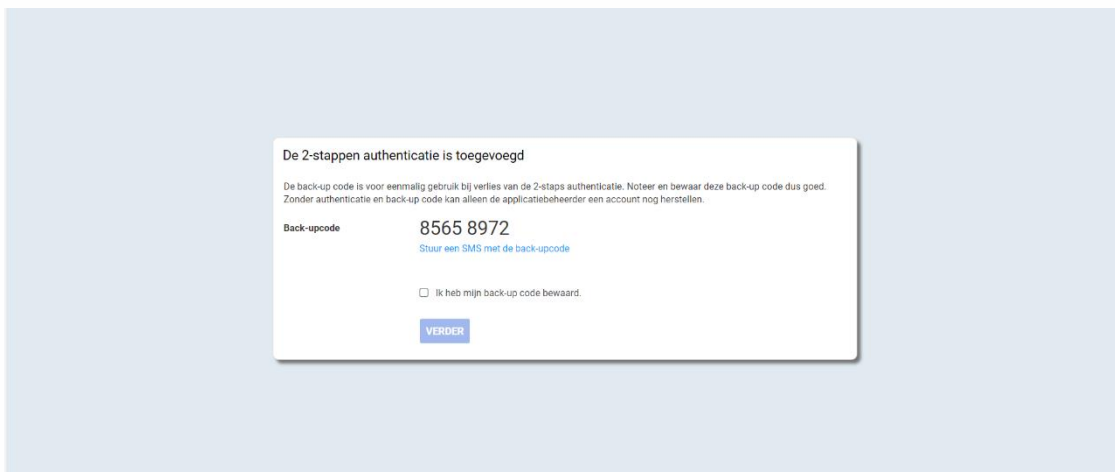 De 2-stappen authenticatie is toegevoegd
De back-up code is voor eenmalig gebruik bij verlies van de 2-staps authenticatie. Noteer en bewaar deze back-up code dus goed.
Zonder authenticatie en back-up code kan alleen de applicatiebeheerder een account nog herstellen.
Back-upcode 8565 8972
Stuur een SMS met de back-upcode
Ik heb mijn back-up code bewaard.
VERDER